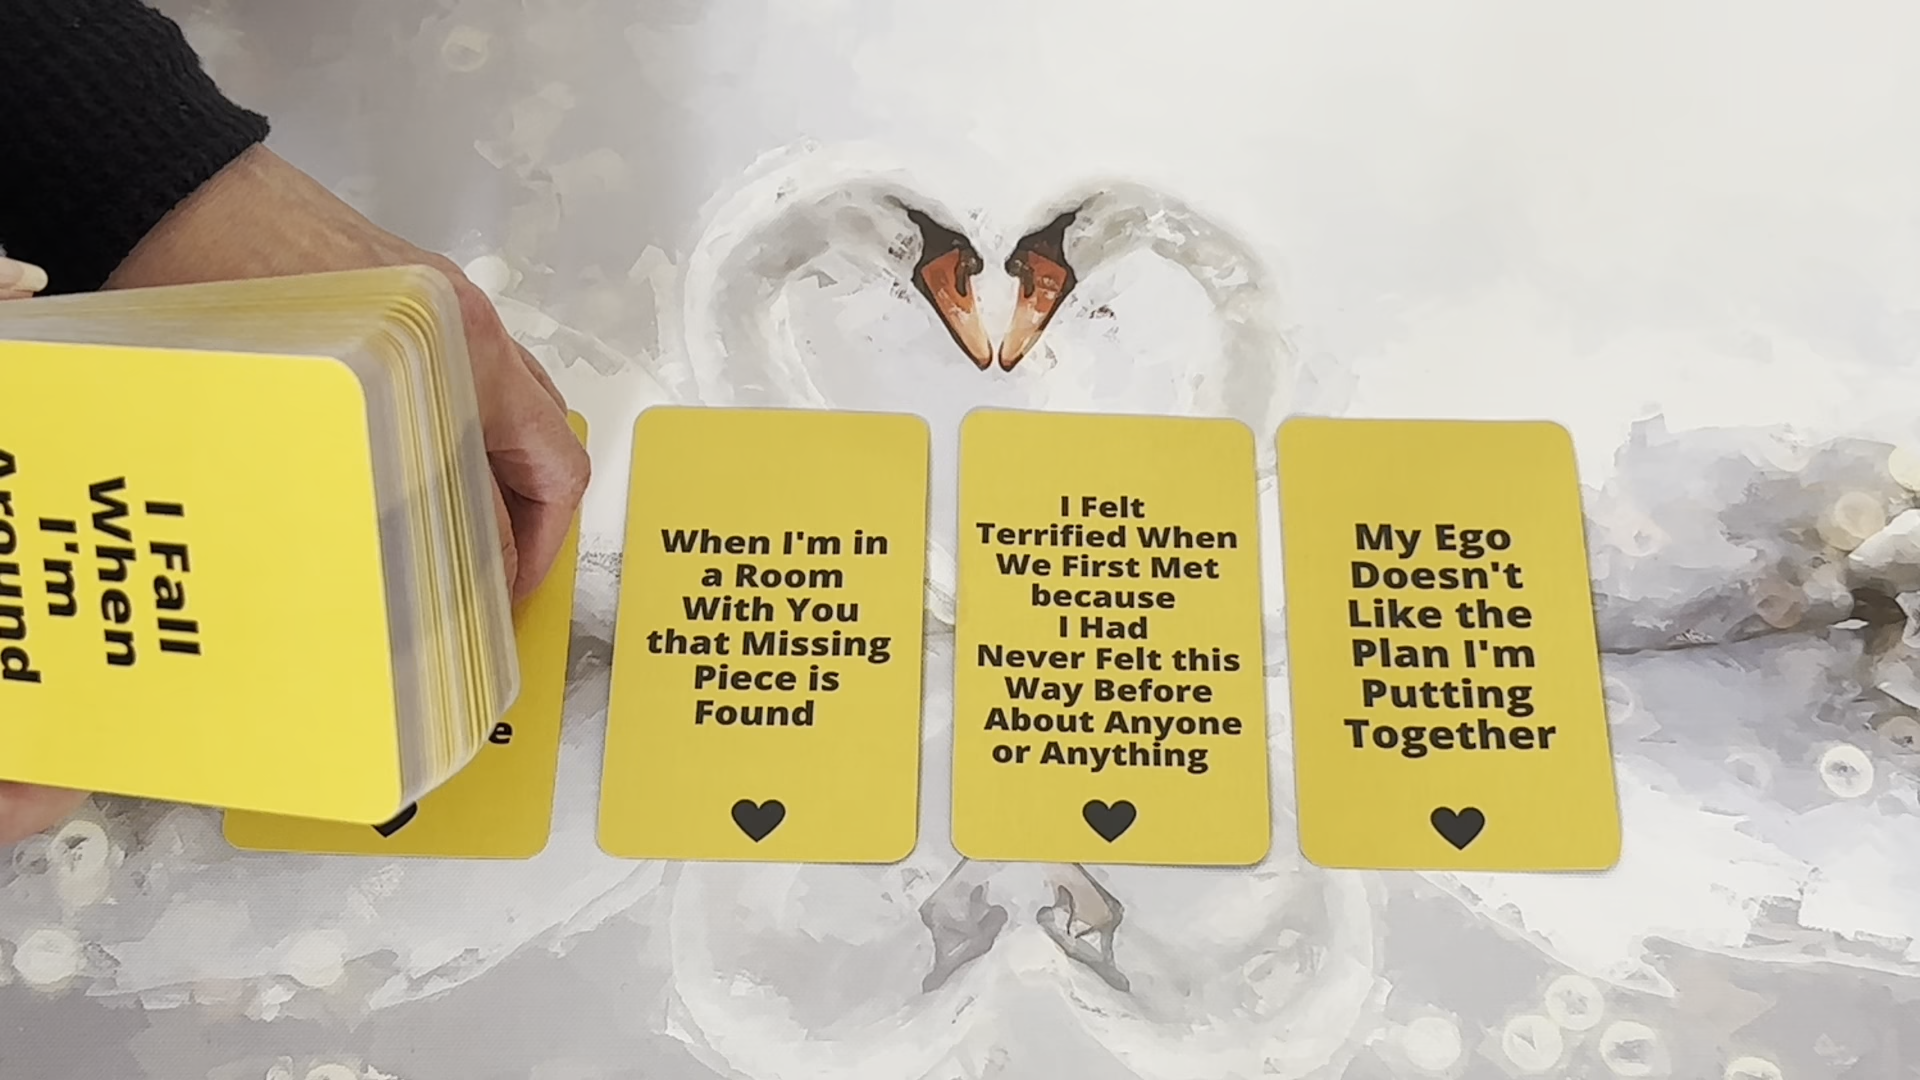 I Fall
When
I'm
Around
e
When I'm in
a Room
With You
that Missing
Piece is
Found
I Felt
Terrified When
We First Met
because
I Had
Never Felt this
Way Before
About Anyone
or Anything
My Ego
Doesn't
Like the
Plan I'm
Putting
Together